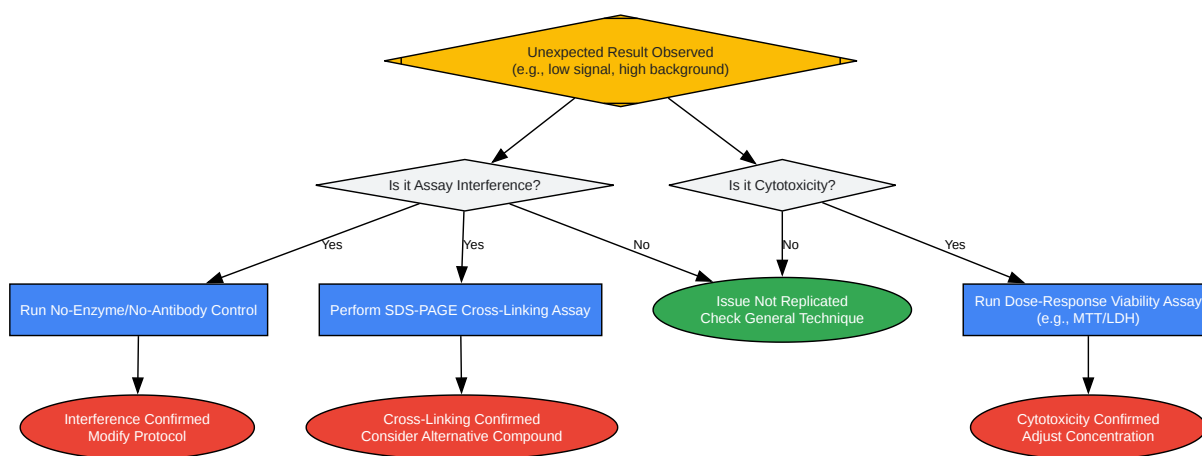 Unexpected Result Observed
(e.g., low signal, high background)
Is it Assay Interference?
Is it Cytotoxicity?
Yes
Yes
No
No
Yes
Run No-Enzyme/No-Antibody Control
Perform SDS-PAGE Cross-Linking Assay
Issue Not Replicated
Check General Technique
Run Dose-Response Viability Assay
(e.g., MTT/LDH)
Interference Confirmed
Modify Protocol
Cross-Linking Confirmed
Consider Alternative Compound
Cytotoxicity Confirmed
Adjust Concentration